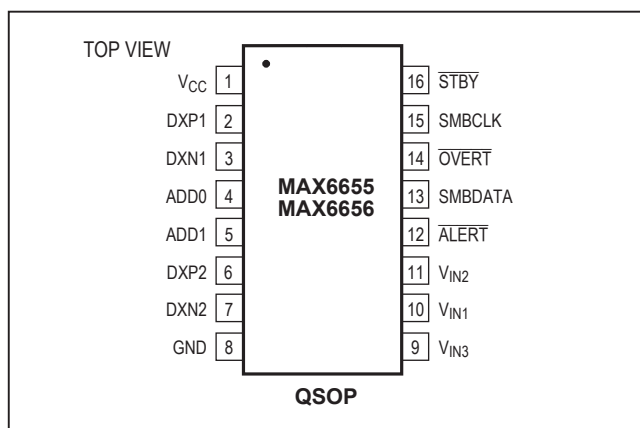 TOP VIEW
VCC 1
DXP1 2
DXN1 3
ADD0 4
ADD1 5
DXP2 6
DXN2 7
GND 8
MAX6655
MAX6656
16 STBY
15 SMBCLK
14 OVERT
13 SMBDATA
12 ALERT
11 VIN2
10 VIN1
9 VIN3
QSOP